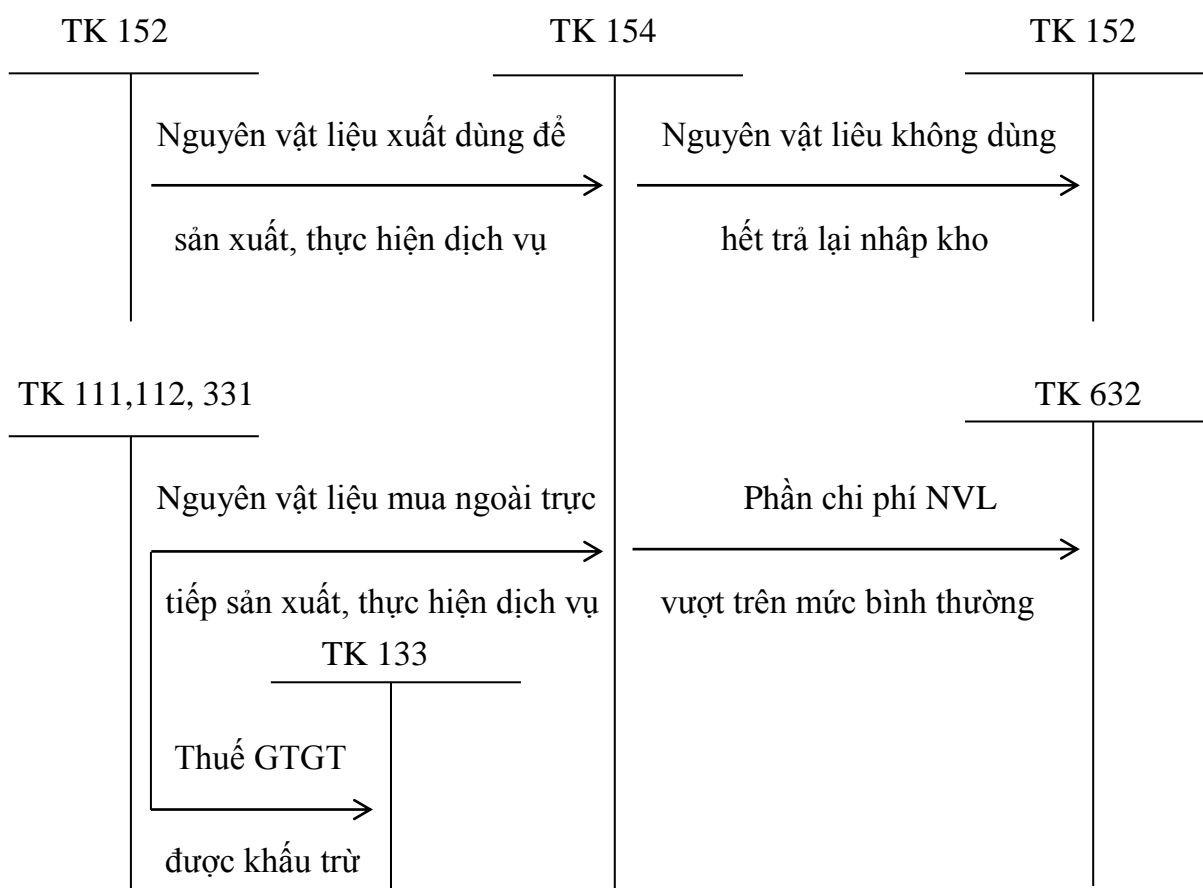 TK 152
TK 154
TK 152
Nguyên vật liệu xuất dùng để
sản xuất, thực hiện dịch vụ
Nguyên vật liêu không dùng
hết trả lại nhâp kho
TK 111,112, 331
TK 632
Nguyên vật liệu mua ngoài trực
tiếp sản xuất, thực hiện dịch vụ
Phần chi phí NVL
vượt trên mức bình thường
TK 133
Thuế GTGT
được khấu trừ